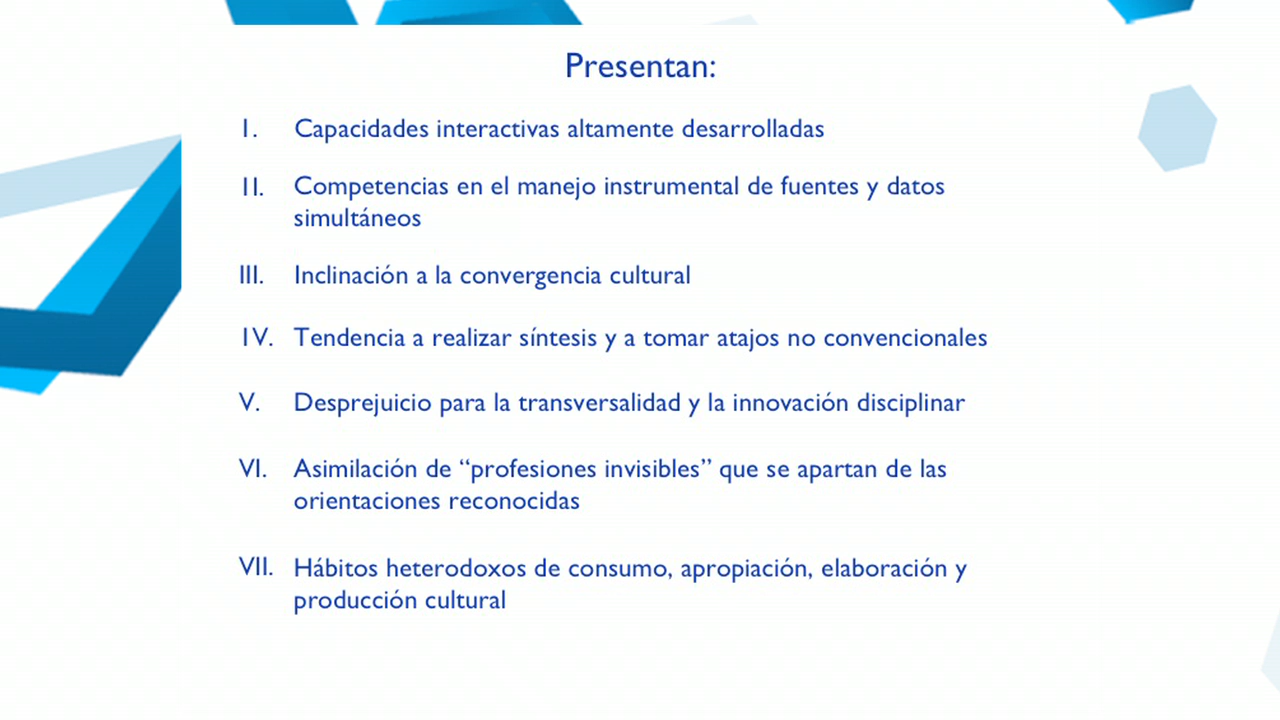 Presentan:
I. Capacidades interactivas altamente desarrolladas
II. Competencias en el manejo instrumental de fuentes y datos
simultáneos
III. Inclinación a la convergencia cultural
IV. Tendencia a realizar síntesis y a tomar atajos no convencionales
V. Desprejuicio para la transversalidad y la innovación disciplinar
VI. Asimilación de “profesiones invisibles” que se apartan de las
orientaciones reconocidas
VII. Hábitos heterodoxos de consumo, apropiación, elaboración y
producción cultural